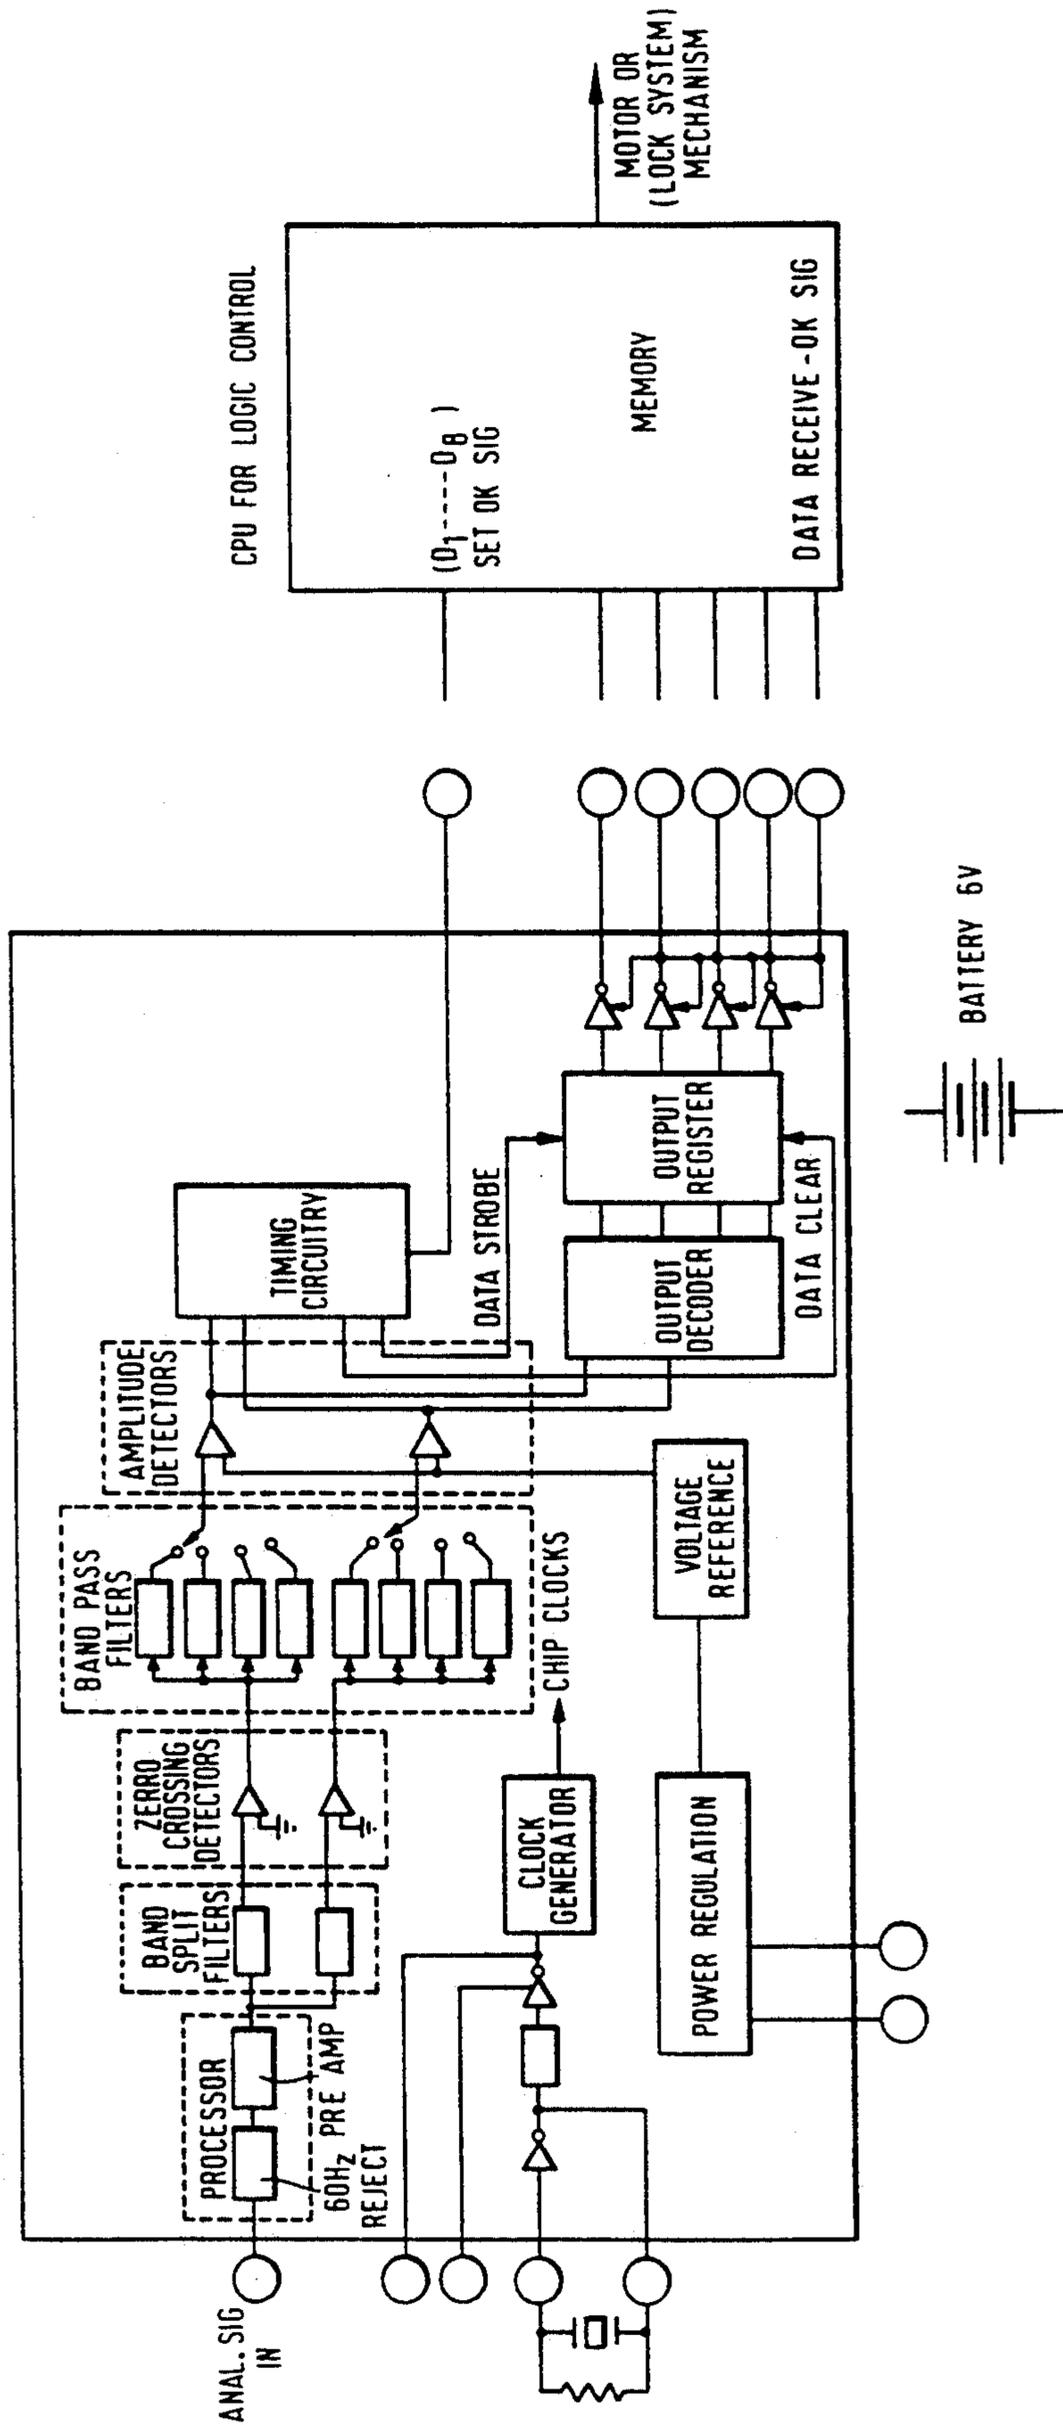 ANAL. SIG
IN
PROCESSOR
60Hz
REJECT
PRE AMP
BAND
SPLIT
FILTERS
ZERRO
CROSSING
DETECTORS
BAND PASS
FILTERS
AMPLITUDE
DETECTORS
TIMING
CIRCUITRY
CLOCK
GENERATOR
CHIP CLOCKS
DATA STROBE
POWER REGULATION
VOLTAGE
REFERENCE
OUTPUT
DECODER
OUTPUT
REGISTER
DATA CLEAR
BATTERY 6V
CPU FOR LOGIC CONTROL
(D1-----D8)
SET OK SIG
MEMORY
DATA RECEIVE-OK SIG
MOTOR OR
(LOCK SYSTEM)
MECHANISM